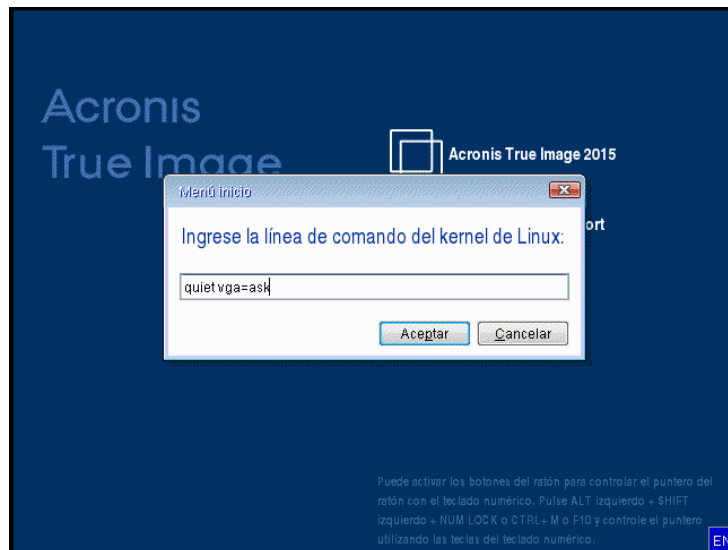 Acronis
True Image
Acronis True Image 2015
ort
Menú inicio
Ingrese la línea de comando del kernel de Linux:
quiet vga=ask
Aceptar
Cancelar
Puede activar los botones del ratón para controlar el puntero del
ratón con el teclado numérico. Pulse ALT izquierdo + SHIFT
izquierdo + NUM LOCK o CTRL+ M o F10 y controle el puntero
utilizando las teclas del teclado numérico.
EN